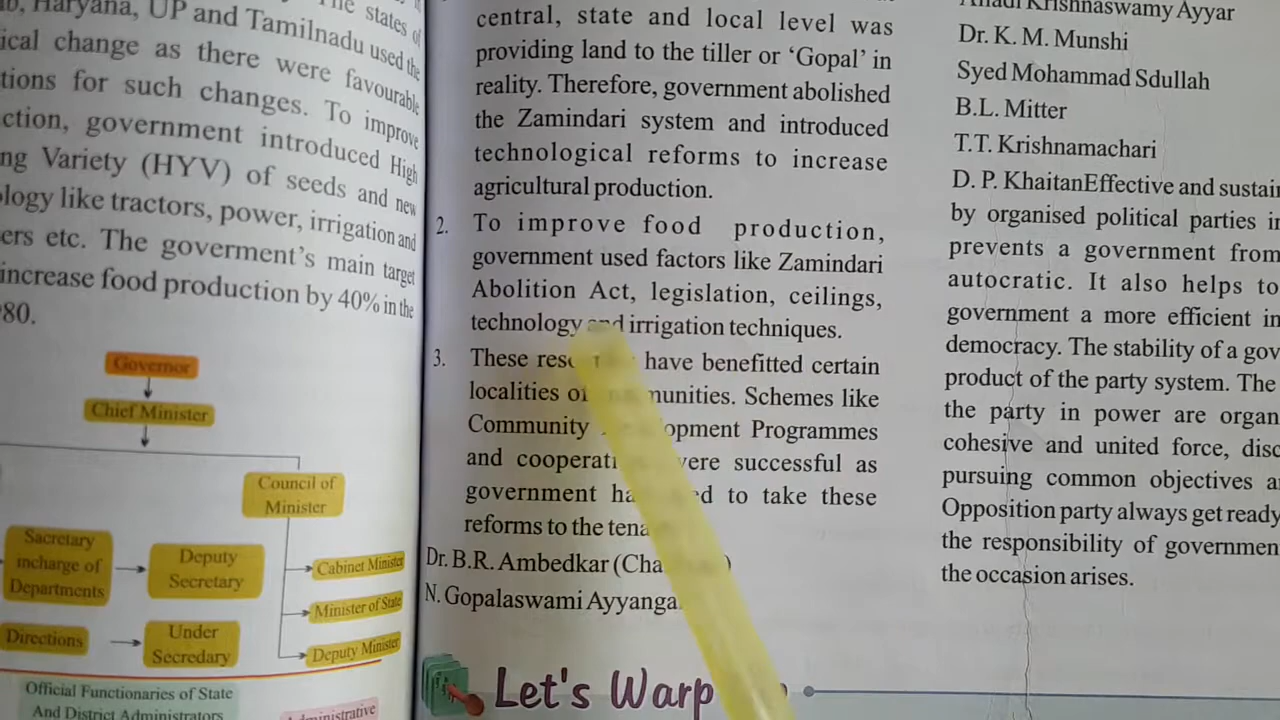 Haryana, UP and Tamilnadu used the
The states of
ical change as there were favourable
tions for such changes. To improve
ction, government introduced High
ng Variety (HYV) of seeds and new
logy like tractors, power, irrigation and
ers etc. The goverment's main target
increase food production by 40% in the
80.
Governor
Chief Minister
Council of
Minister
Sacretary
incharge of
Departments
Deputy
Secretary
Cabinet Minister
Minister of State
Deputy Minister
Directions
Under
Secredary
Official Functionaries of State
And District Administrators
central, state and local level was
providing land to the tiller or ‘Gopal’ in
reality. Therefore, government abolished
the Zamindari system and introduced
technological reforms to increase
agricultural production.
2. To improve food production,
government used factors like Zamindari
Abolition Act, legislation, ceilings,
technology and irrigation techniques.
3. These have benefitted certain
localities munities. Schemes like
Community opment Programmes
and were successful as
government to take these
reforms to the
Dr. B.R. Ambedkar
N. Gopalaswami
Let's Warp
Krishnaswamy Ayyar
Dr. K. M. Munshi
Syed Mohammad Sdullah
B.L. Mitter
T.T. Krishnamachari
D. P. KhaitanEffective and sustai
by organised political parties i
prevents a government from
autocratic. It also helps to
government a more efficient in
democracy. The stability of a gov
product of the party system. The
the party in power are organ
cohesive and united force, disc
pursuing common objectives a
Opposition party always get ready
the responsibility of governmen
the occasion arises.